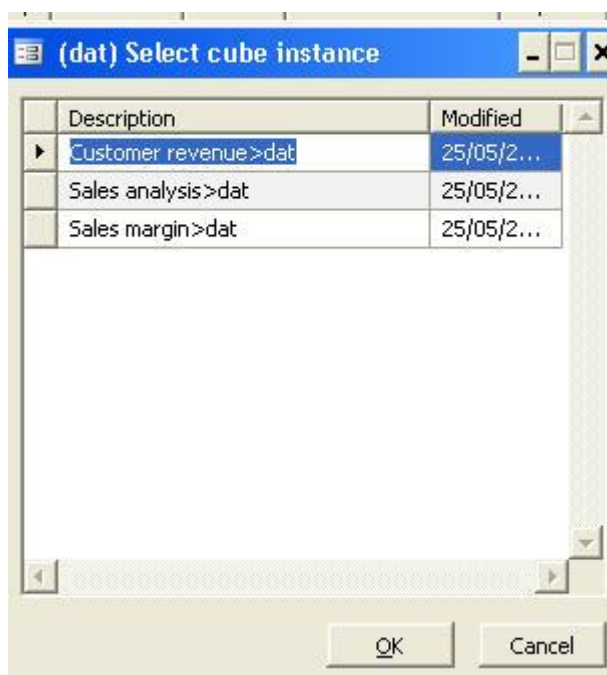 (dat) Select cube instance
Description Modified
Customer revenue>dat 25/05/2...
Sales analysis>dat 25/05/2...
Sales margin>dat 25/05/2...
OK Cancel